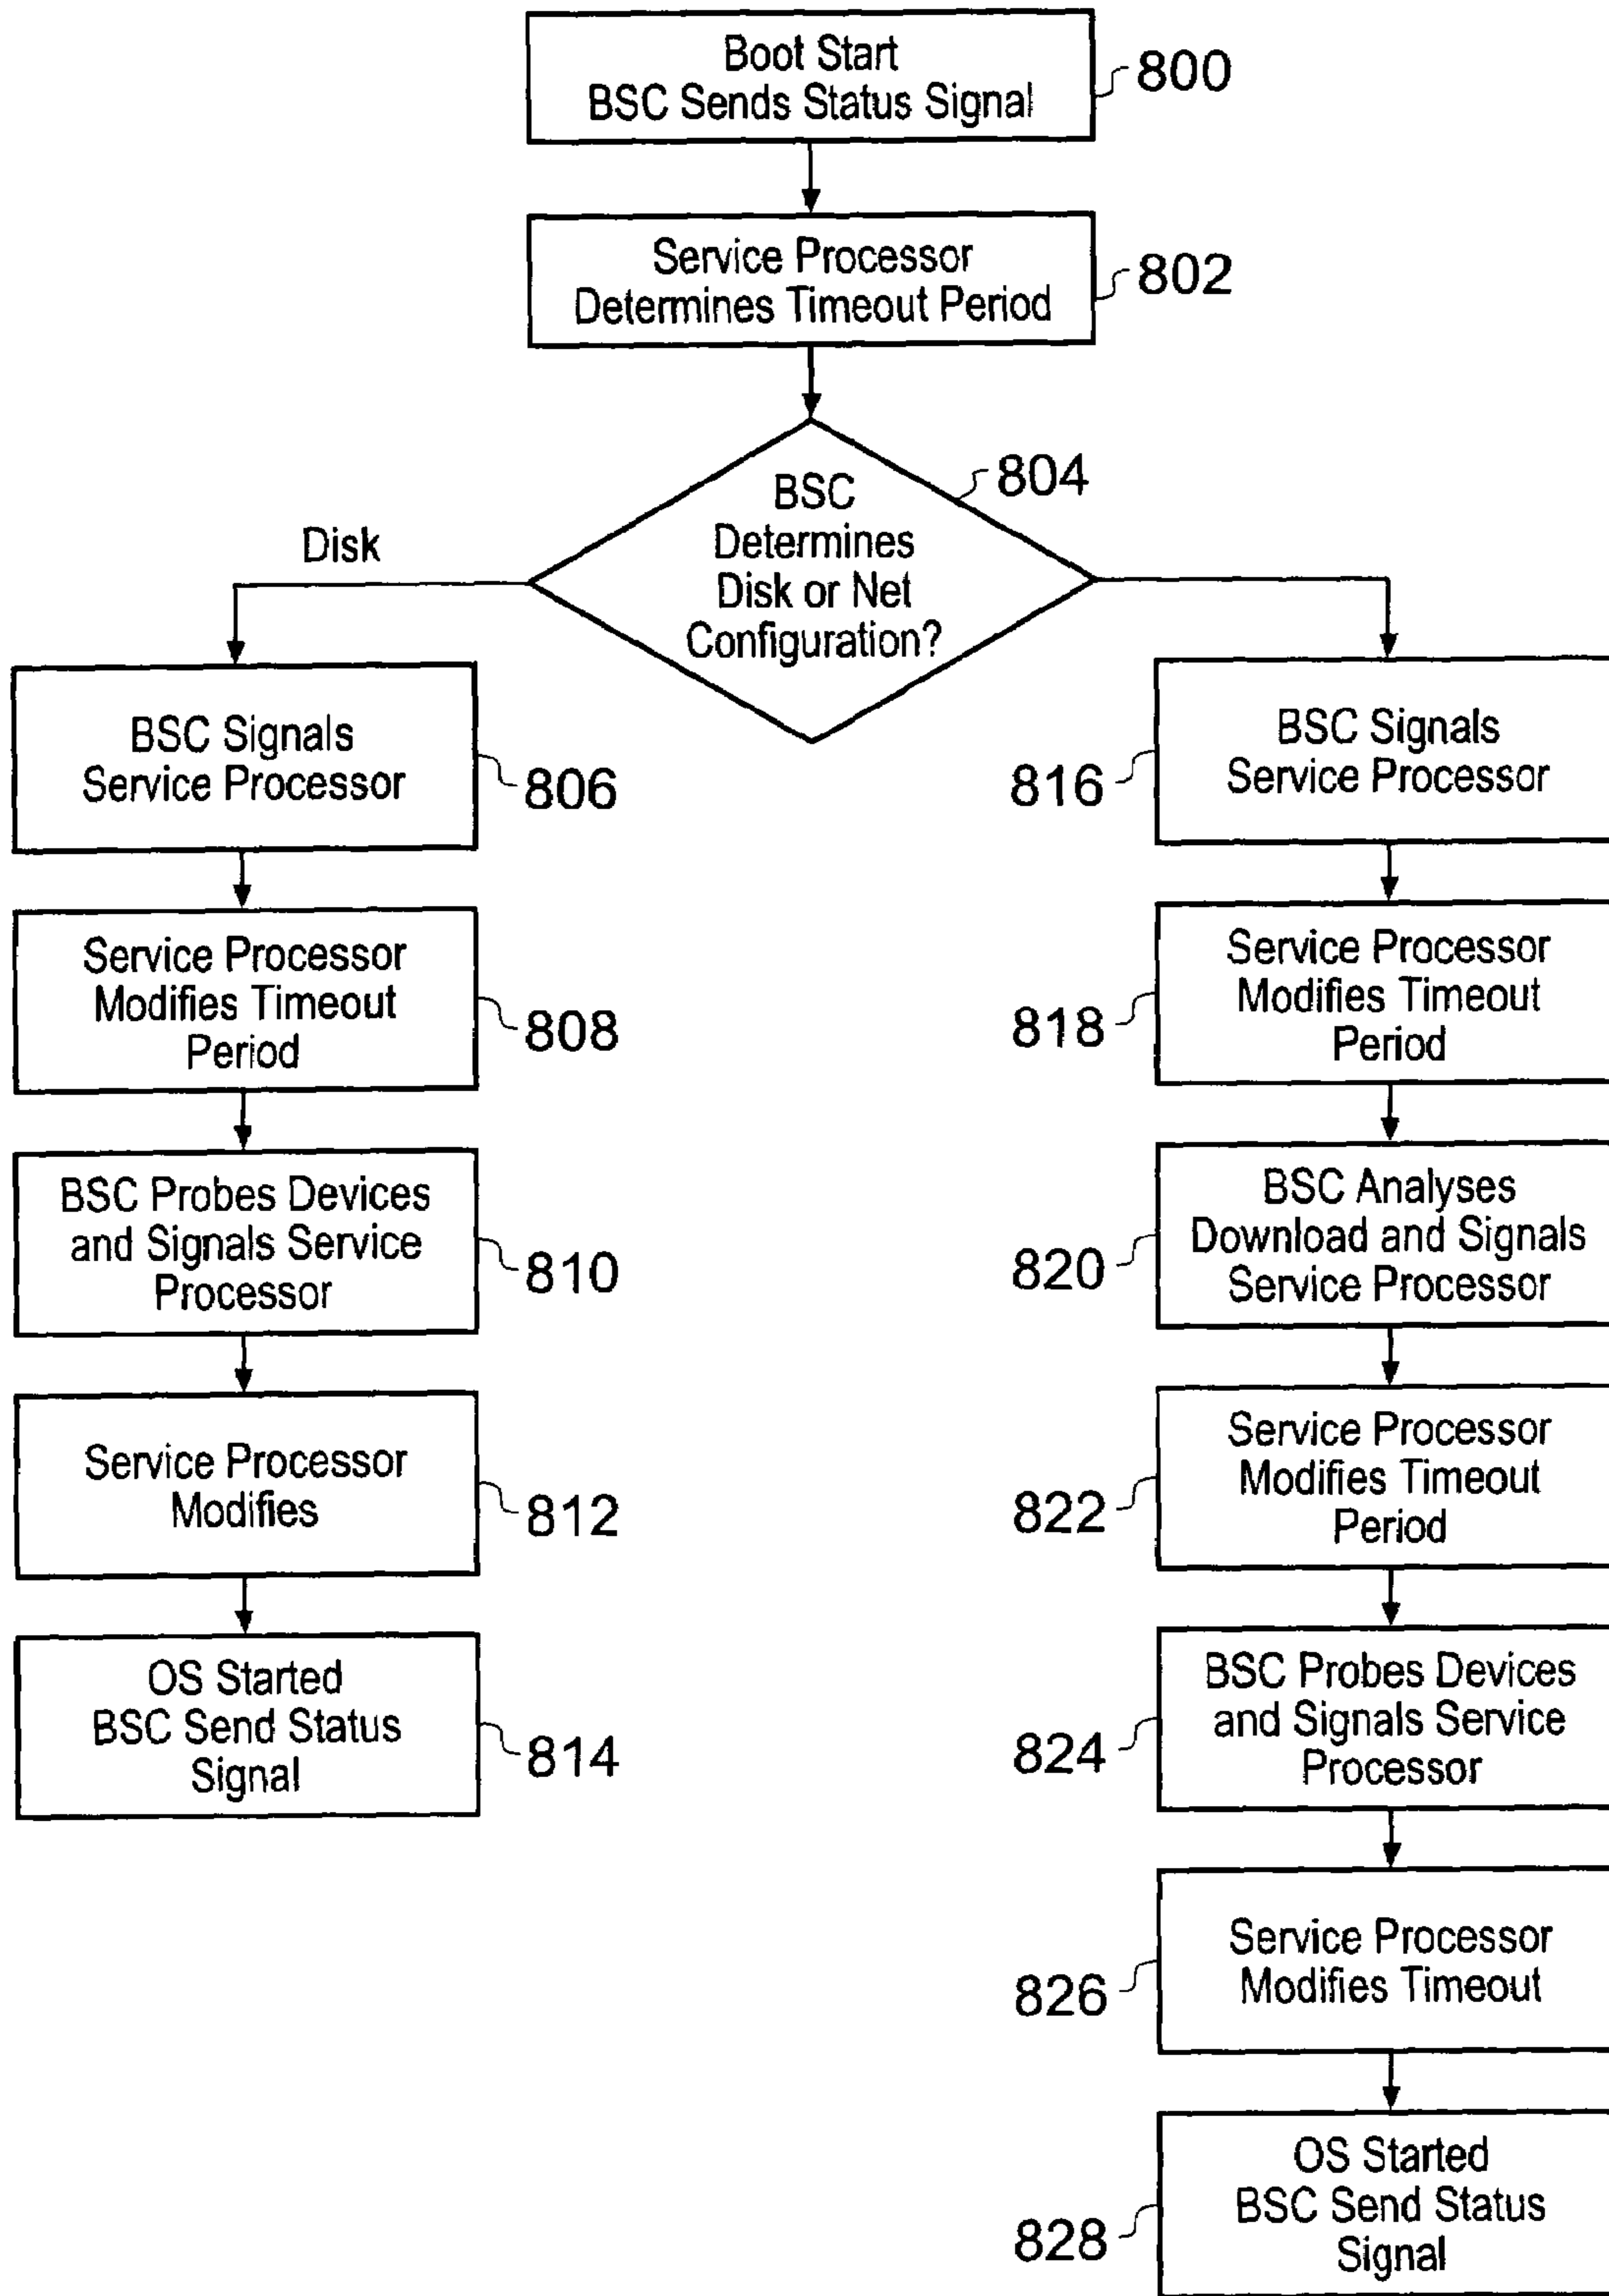 Boot Start
BSC Sends Status Signal
800
Service Processor
Determines Timeout Period
802
BSC
Determines
Disk or Net
Configuration?
804
Disk
BSC Signals
Service Processor
806
Service Processor
Modifies Timeout
Period
808
BSC Probes Devices
and Signals Service
Processor
810
Service Processor
Modifies
812
OS Started
BSC Send Status
Signal
814
BSC Signals
Service Processor
816
Service Processor
Modifies Timeout
Period
818
BSC Analyses
Download and Signals
Service Processor
820
Service Processor
Modifies Timeout
Period
822
BSC Probes Devices
and Signals Service
Processor
824
Service Processor
Modifies Timeout
826
OS Started
BSC Send Status
Signal
828